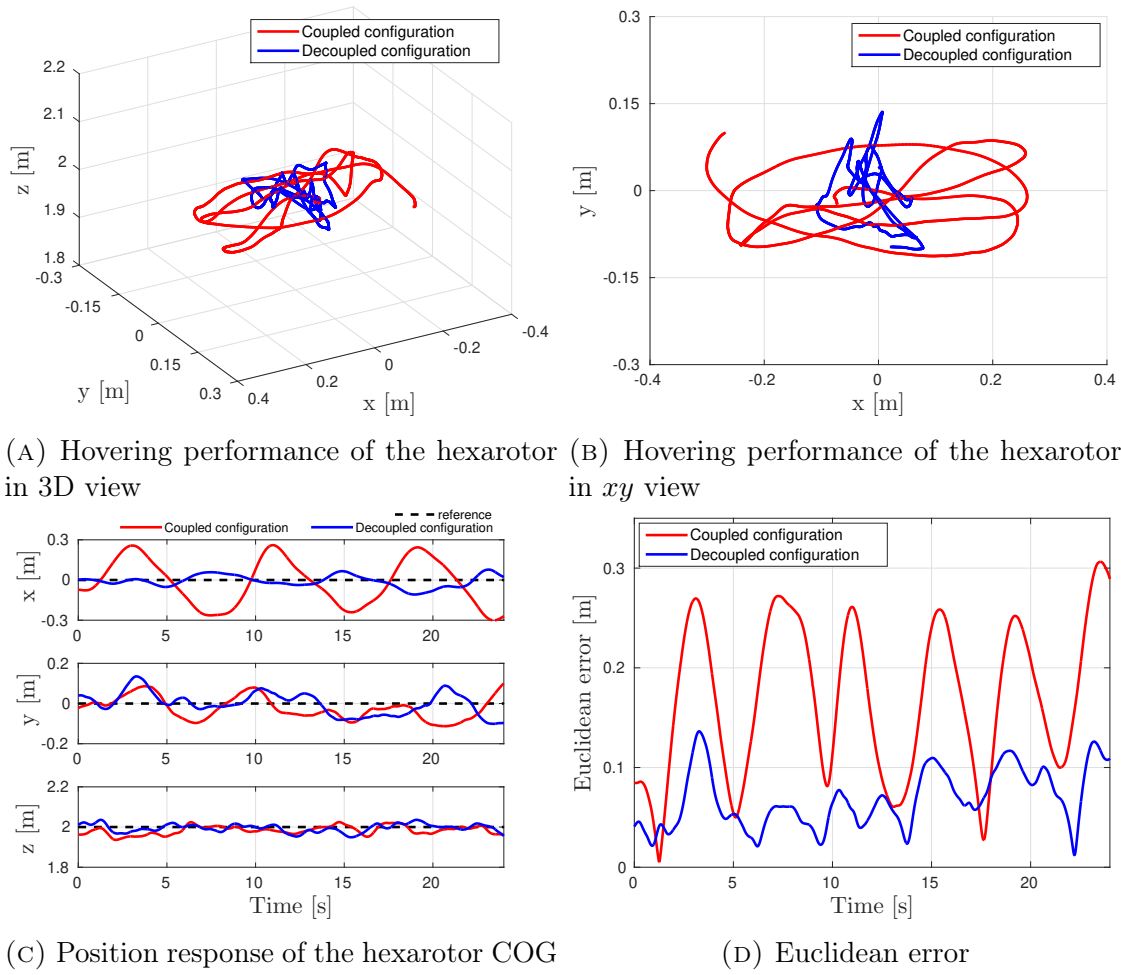 Coupled configuration
Decoupled configuration
2.2
2.1
2
1.9
1.8
z [m]
-0.3
-0.15
0
0.15
0.3
y [m]
0.4
0.2
0
-0.2
-0.4
x [m]
Coupled configuration
Decoupled configuration
0.3
0.15
0
-0.15
-0.3
y [m]
-0.4
-0.2
0
0.2
0.4
x [m]
(A) Hovering performance of the hexarotor
in 3D view
(B) Hovering performance of the hexarotor
in xy view
reference
Coupled configuration
Decoupled configuration
0.3
0
-0.3
x [m]
0 5 10 15 20
0.2
0
-0.2
y [m]
0 5 10 15 20
2.2
2
1.8
z [m]
0 5 10 15 20
Time [s]
Coupled configuration
Decoupled configuration
0.3
0.2
0.1
0
Euclidean error [m]
0 5 10 15 20
Time [s]
(C) Position response of the hexarotor COG
(D) Euclidean error